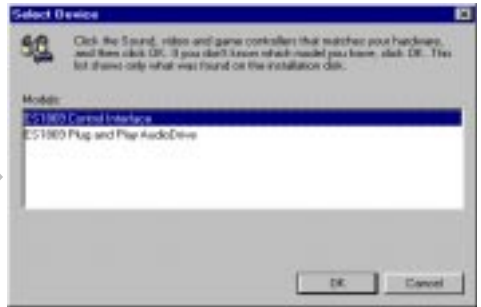 Select Device
Click the Sound, video and game controllers that matches your hardware,
and then click OK. If you don't know which model you have, click OK. This
list shows only what was found on the installation disk.
Models:
ES1869 Control Interface
ES1869 Plug and Play AudioDrive
OK
Cancel